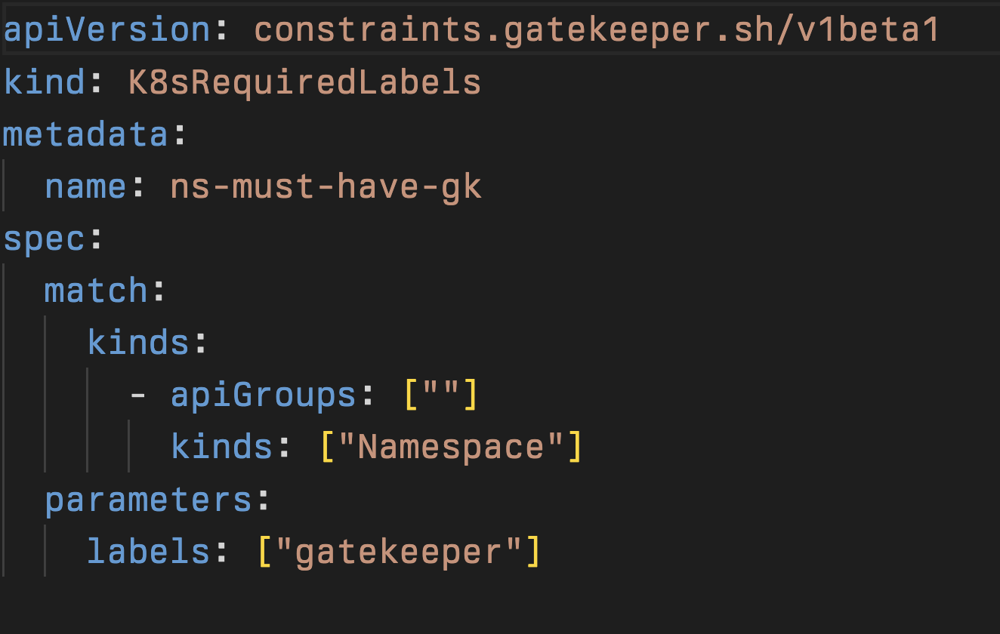 apiVersion: constraints.gatekeeper.sh/v1beta1
kind: K8sRequiredLabels
metadata:
  name: ns-must-have-gk
spec:
  match:
    kinds:
      - apiGroups: [""]
        kinds: ["Namespace"]
  parameters:
    labels: ["gatekeeper"]